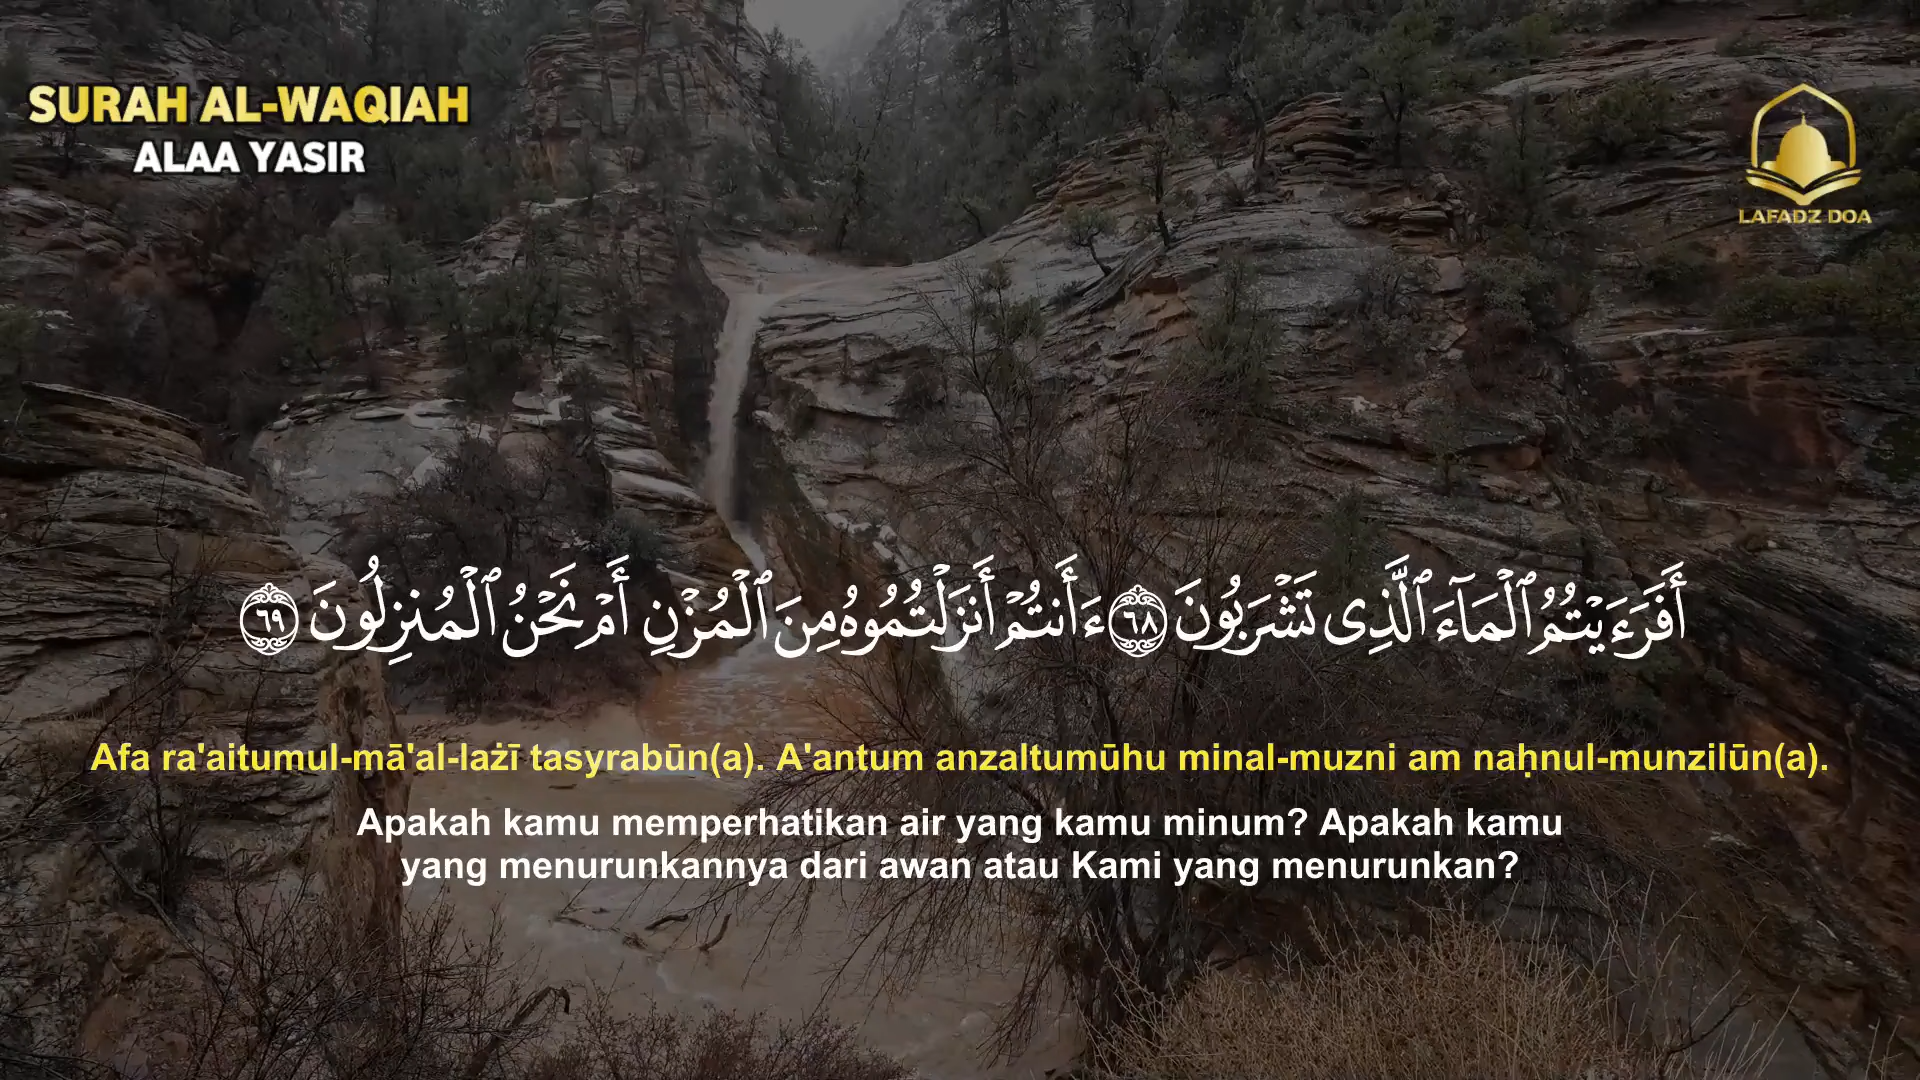 SURAH AL-WAQIAH
ALAA YASIR
LAFADZ DOA
أَفَرَءَيْتُمُ ٱلْمَآءَ ٱلَّذِى تَشْرَبُونَ ٦٨ ءَأَنتُمْ أَنزَلْتُمُوهُ مِنَ ٱلْمُزْنِ أَمْ نَحْنُ ٱلْمُنزِلُونَ ٦٩
Afa ra'aitumul-mā'al-lażī tasyrabūn(a). A'antum anzaltumūhu minal-muzni am naḥnul-munzilūn(a).
Apakah kamu memperhatikan air yang kamu minum? Apakah kamu
yang menurunkannya dari awan atau Kami yang menurunkan?